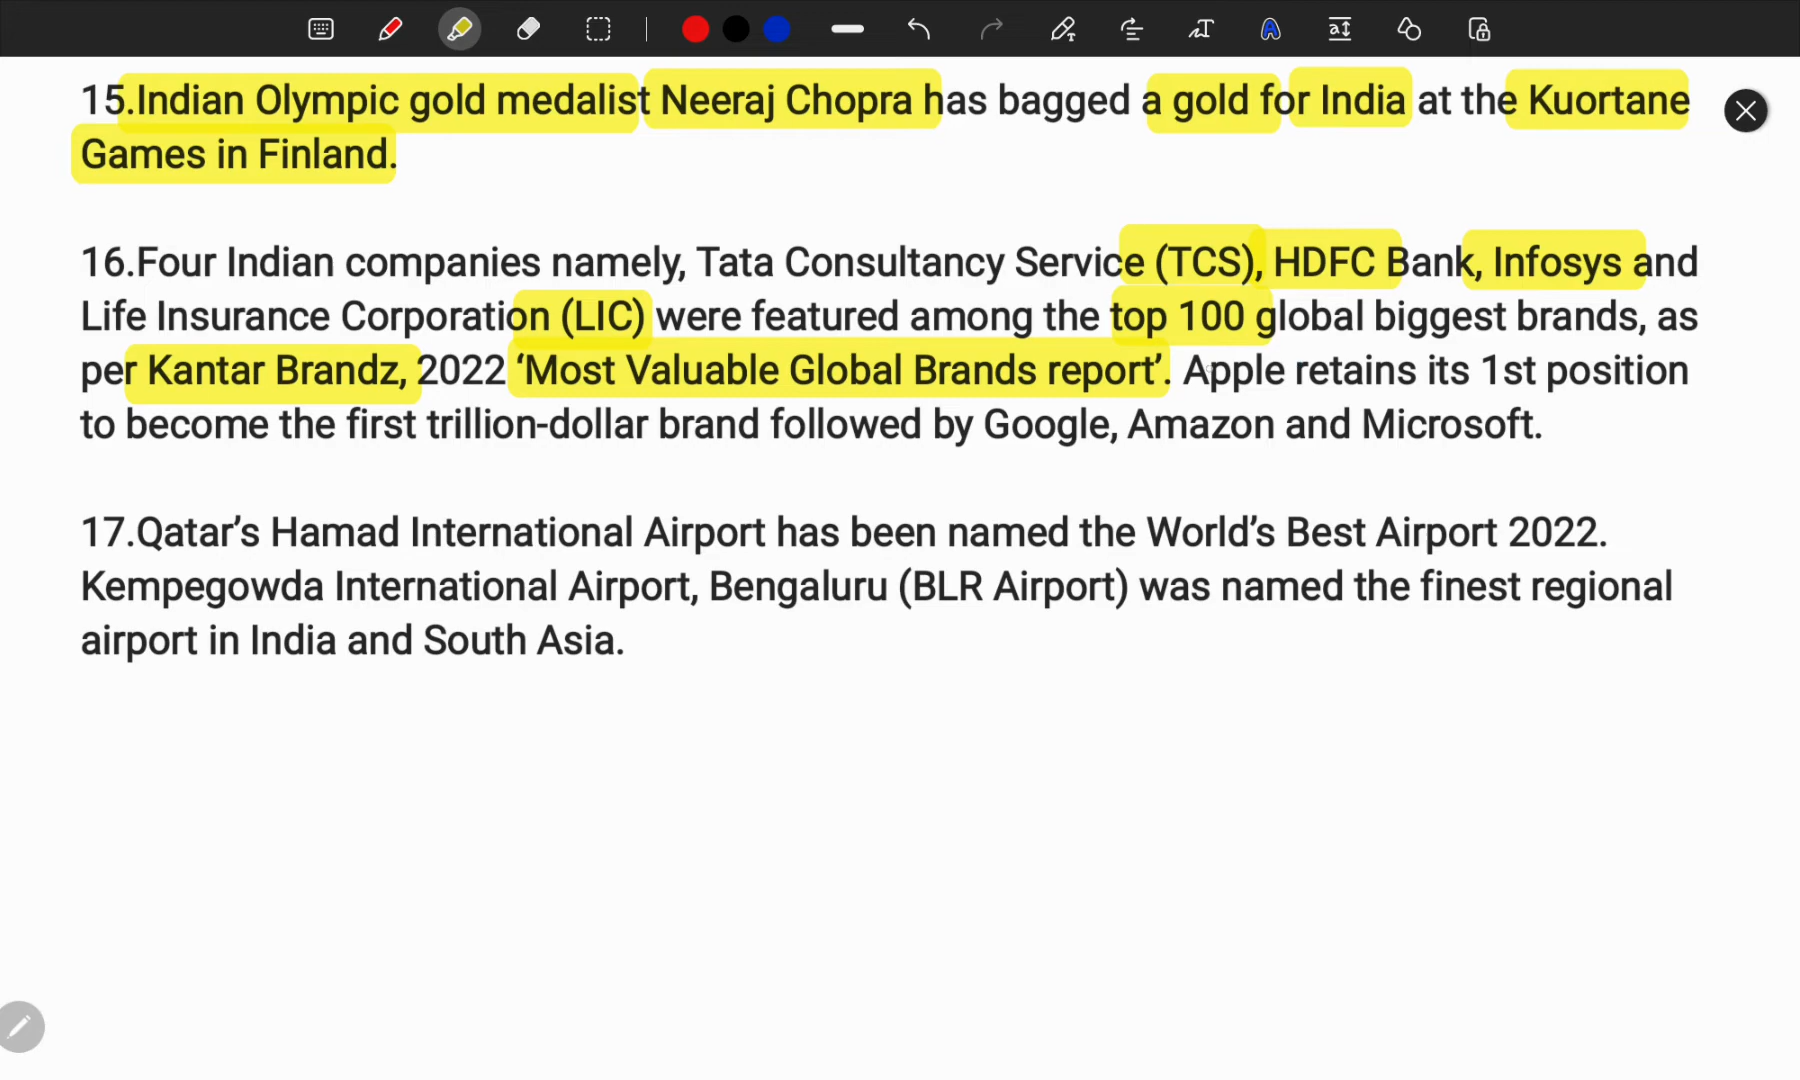 15.Indian Olympic gold medalist Neeraj Chopra has bagged a gold for India at the Kuortane
Games in Finland.
16.Four Indian companies namely, Tata Consultancy Service (TCS), HDFC Bank, Infosys and
Life Insurance Corporation (LIC) were featured among the top 100 global biggest brands, as
per Kantar Brandz, 2022 ‘Most Valuable Global Brands report’. Apple retains its 1st position
to become the first trillion-dollar brand followed by Google, Amazon and Microsoft.
17.Qatar’s Hamad International Airport has been named the World’s Best Airport 2022.
Kempegowda International Airport, Bengaluru (BLR Airport) was named the finest regional
airport in India and South Asia.